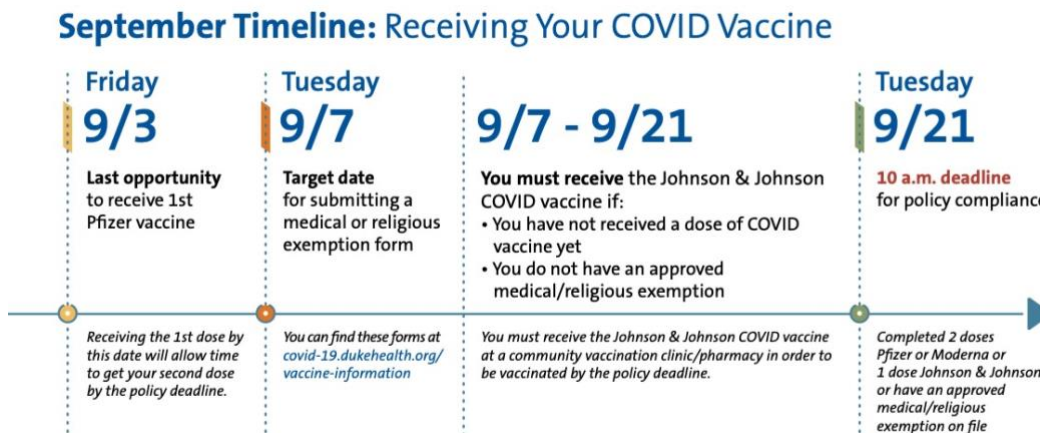 September Timeline: Receiving Your COVID Vaccine
Friday
9/3
Last opportunity
to receive 1st
Pfizer vaccine
Receiving the 1st dose by
this date will allow time
to get your second dose
by the policy deadline.
Tuesday
9/7
Target date
for submitting a
medical or religious
exemption form
You can find these forms at
covid-19.dukehealth.org/
vaccine-information
9/7 - 9/21
You must receive the Johnson & Johnson
COVID vaccine if:
• You have not received a dose of COVID
vaccine yet
• You do not have an approved
medical/religious exemption
You must receive the Johnson & Johnson COVID vaccine
at a community vaccination clinic/pharmacy in order to
be vaccinated by the policy deadline.
Tuesday
9/21
10 a.m. deadline
for policy compliance
Completed 2 doses
Pfizer or Moderna or
1 dose Johnson & Johnson
or have an approved
medical/religious
exemption on file